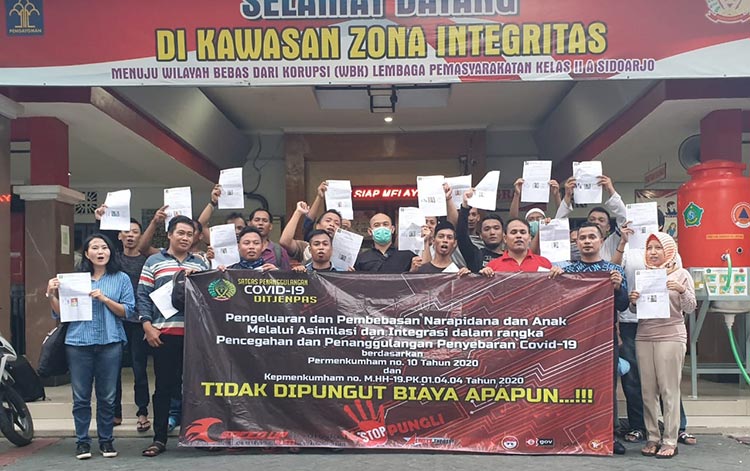 SELAMAT DATANG
DI KAWASAN ZONA INTEGRITAS
MENUJU WILAYAH BEBAS DARI KORUPSI (WBK) LEMBAGA PEMASYARAKATAN KELAS !! A SIDOARJO
PENGAYOMAN
SIAP MELAY
SATGAS PENANGGULANGAN
COVID-19
DITJENPAS
Pengeluaran dan Pembebasan Narapidana dan Anak
Melalui Asimilasi dan Integrasi dalam rangka
Pencegahan dan Penanggulangan Penyebaran Covid-19
berdasarkan
Permenkumham no. 10 Tahun 2020
dan
Kepmenkumham no. M.HH-19.PK.01.04.04 Tahun 2020
TIDAK DIPUNGUT BIAYA APAPUN...!!!
STOP PUNGLI
gov